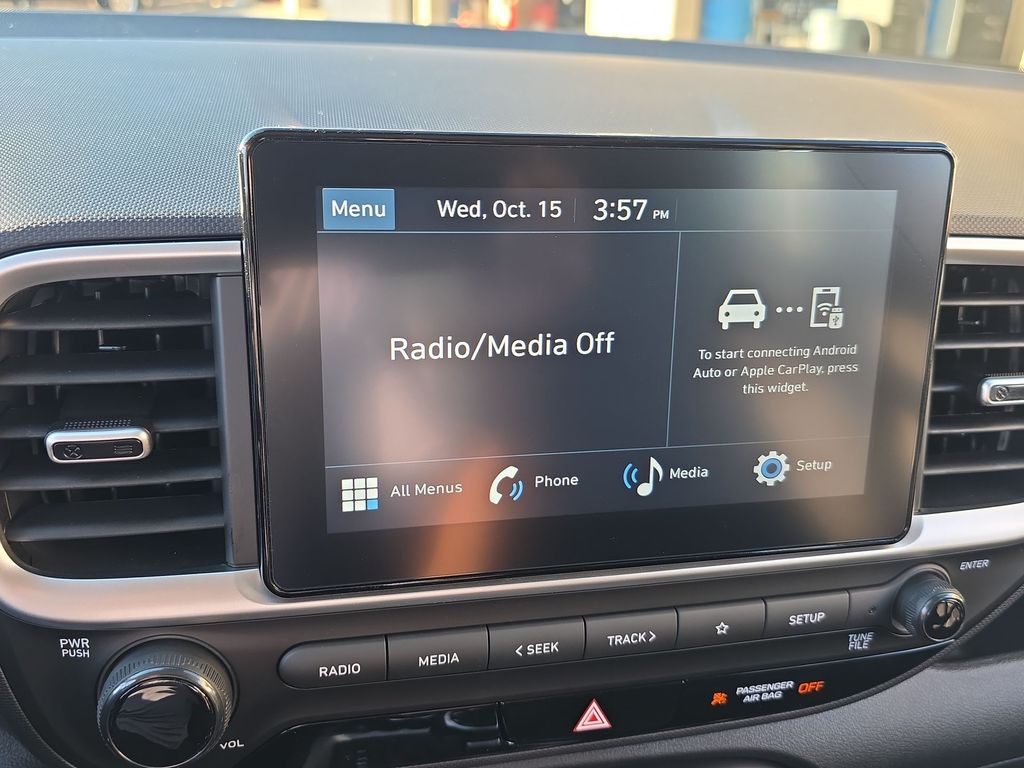 Menu
Wed, Oct. 15
3:57 PM
Radio/Media Off
To start connecting Android
Auto or Apple CarPlay, press
this widget.
All Menus
Phone
Media
Setup
ENTER
PWR
PUSH
RADIO
MEDIA
< SEEK
TRACK >
☆
SETUP
TUNE
FILE
VOL
PASSENGER
AIR BAG
OFF